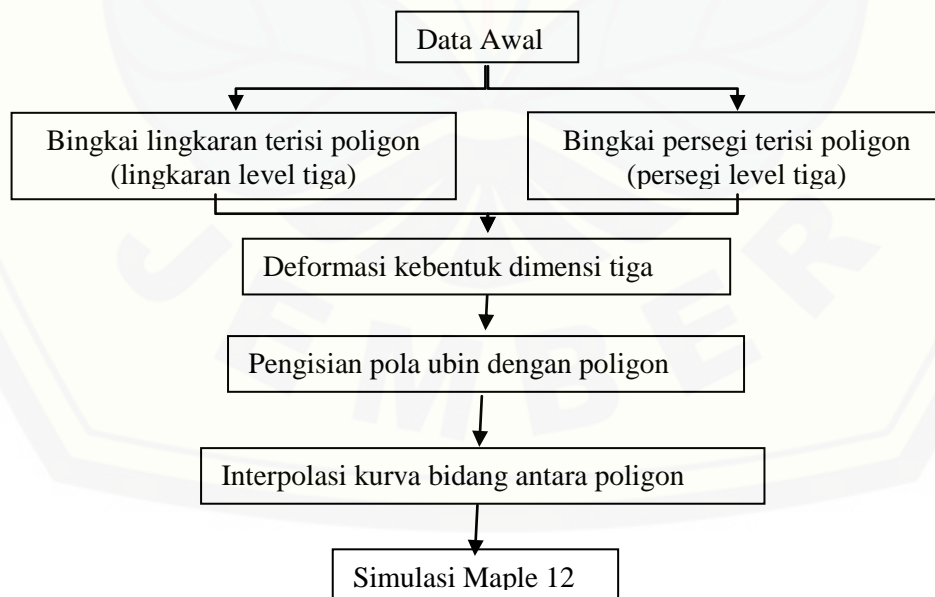 Data Awal
Bingkai lingkaran terisi poligon
(lingkaran level tiga)
Bingkai persegi terisi poligon
(persegi level tiga)
Deformasi kebentuk dimensi tiga
Pengisian pola ubin dengan poligon
Interpolasi kurva bidang antara poligon
Simulasi Maple 12
JEMBER